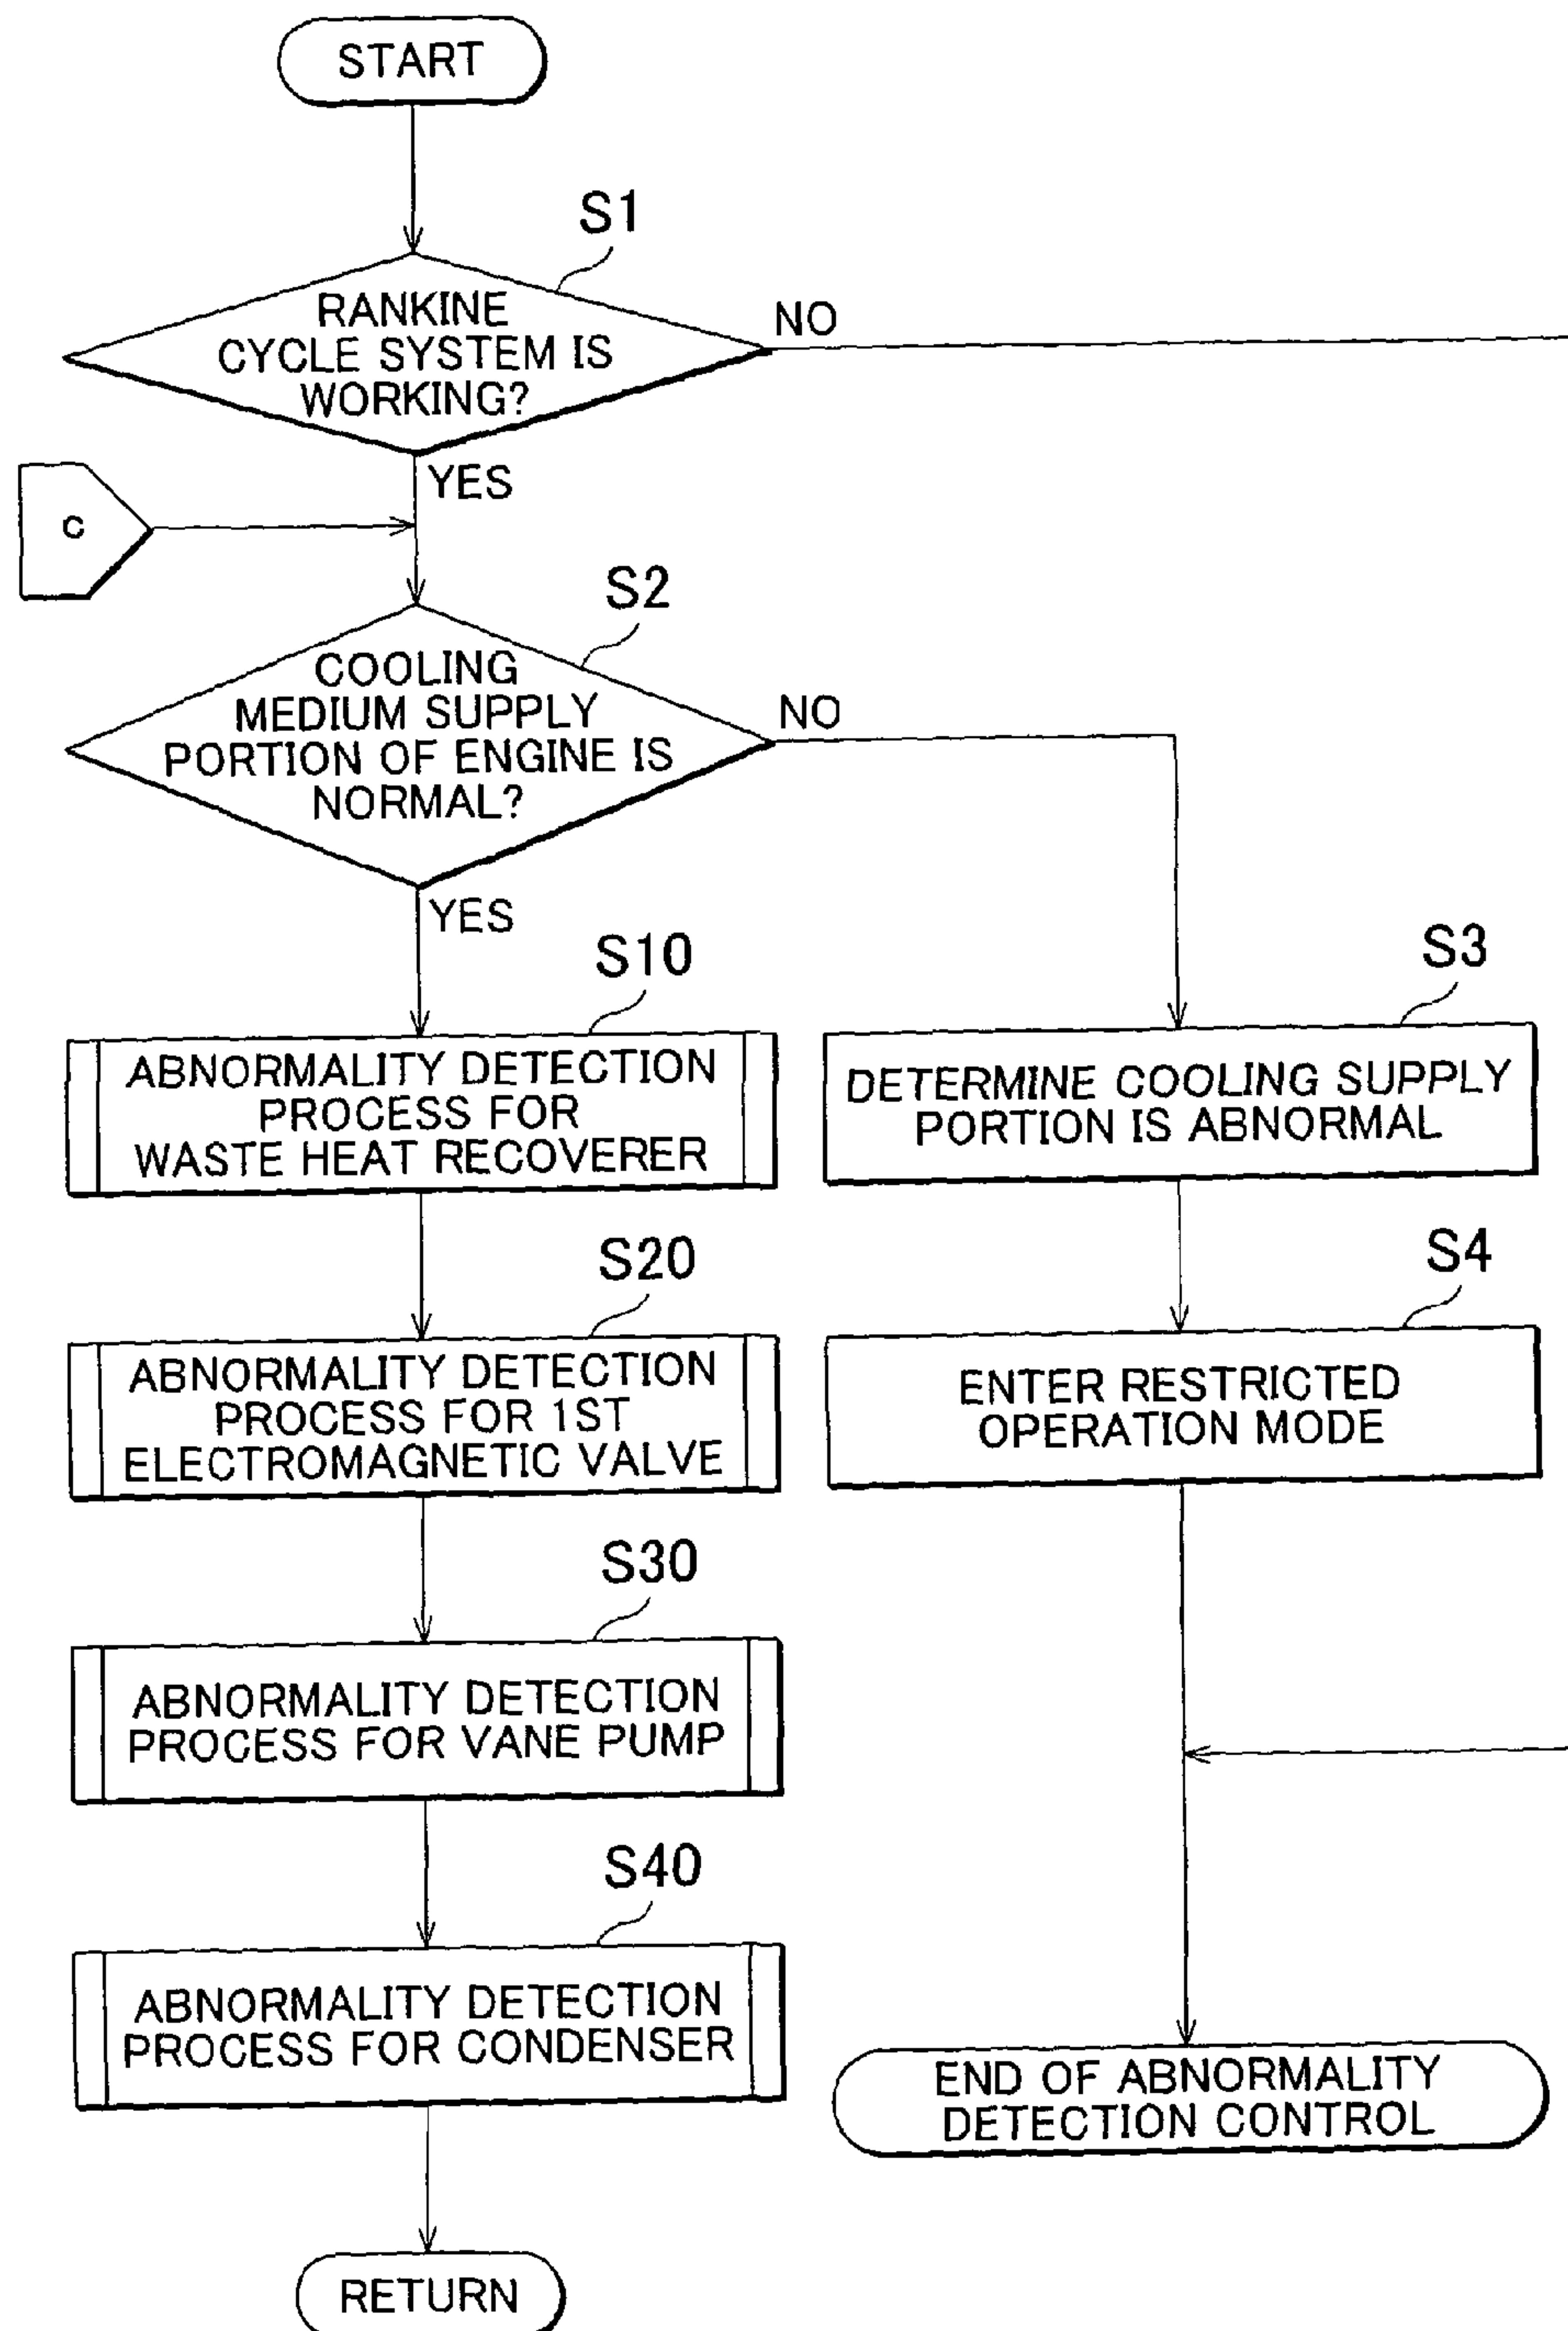 START
S1
RANKINE
CYCLE SYSTEM IS
WORKING?
NO
YES
C
S2
COOLING
MEDIUM SUPPLY
PORTION OF ENGINE IS
NORMAL?
NO
YES
S10
ABNORMALITY DETECTION
PROCESS FOR
WASTE HEAT RECOVERER
S3
DETERMINE COOLING SUPPLY
PORTION IS ABNORMAL
S20
ABNORMALITY DETECTION
PROCESS FOR 1ST
ELECTROMAGNETIC VALVE
S4
ENTER RESTRICTED
OPERATION MODE
S30
ABNORMALITY DETECTION
PROCESS FOR VANE PUMP
S40
ABNORMALITY DETECTION
PROCESS FOR CONDENSER
END OF ABNORMALITY
DETECTION CONTROL
RETURN